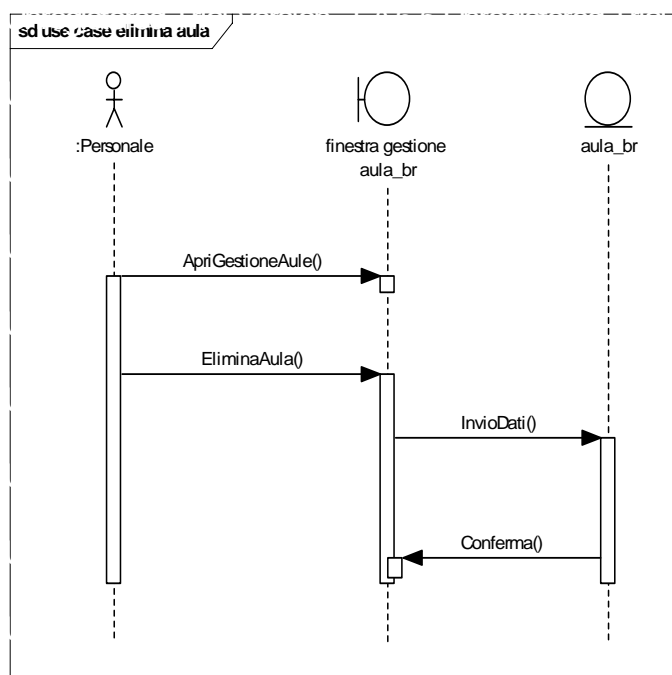 sd use case elimina aula
:Personale
finestra gestione
aula_br
aula_br
ApriGestioneAule()
EliminaAula()
InvioDati()
Conferma()